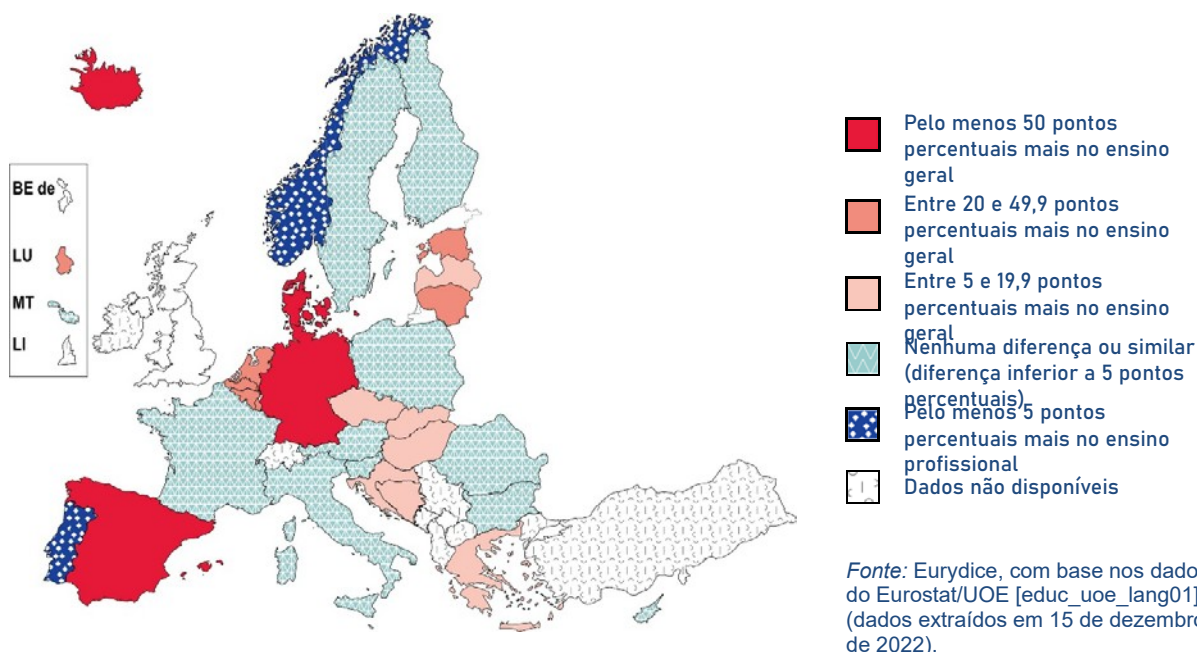 BE de
LU
MT
LI
Pelo menos 50 pontos
percentuais mais no ensino
geral
Entre 20 e 49,9 pontos
percentuais mais no ensino
geral
Entre 5 e 19,9 pontos
percentuais mais no ensino
geral
Nenhuma diferença ou similar
(diferença inferior a 5 pontos
percentuais)
Pelo menos 5 pontos
percentuais mais no ensino
profissional
Dados não disponíveis
Fonte: Eurydice, com base nos dado
do Eurostat/UOE [educ_uoe_lang01]
(dados extraídos em 15 de dezembro
de 2022).